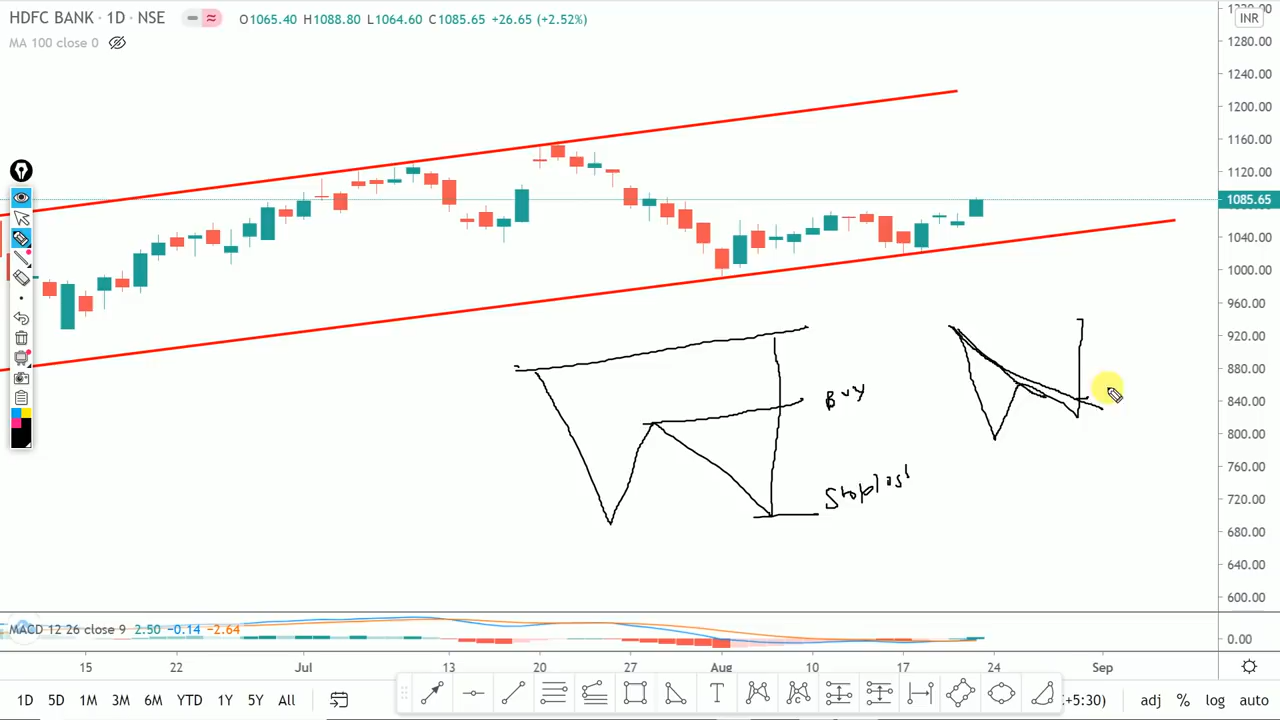 HDFC BANK · 1D · NSE O1065.40 H1088.80 L1064.60 C1085.65 +26.65 (+2.52%)
MA 100 close 0
INR
1280.00
1240.00
1200.00
1160.00
1120.00
1085.65
1040.00
1000.00
960.00
920.00
880.00
840.00
800.00
760.00
720.00
680.00
640.00
600.00
Buy
Stoploss
MACD 12 26 close 9 2.50 −0.14 −2.64
0.00
15 22 Jul 13 20 27 Aug 10 17 24 Sep
1D 5D 1M 3M 6M YTD 1Y 5Y All
+5:30) adj % log auto